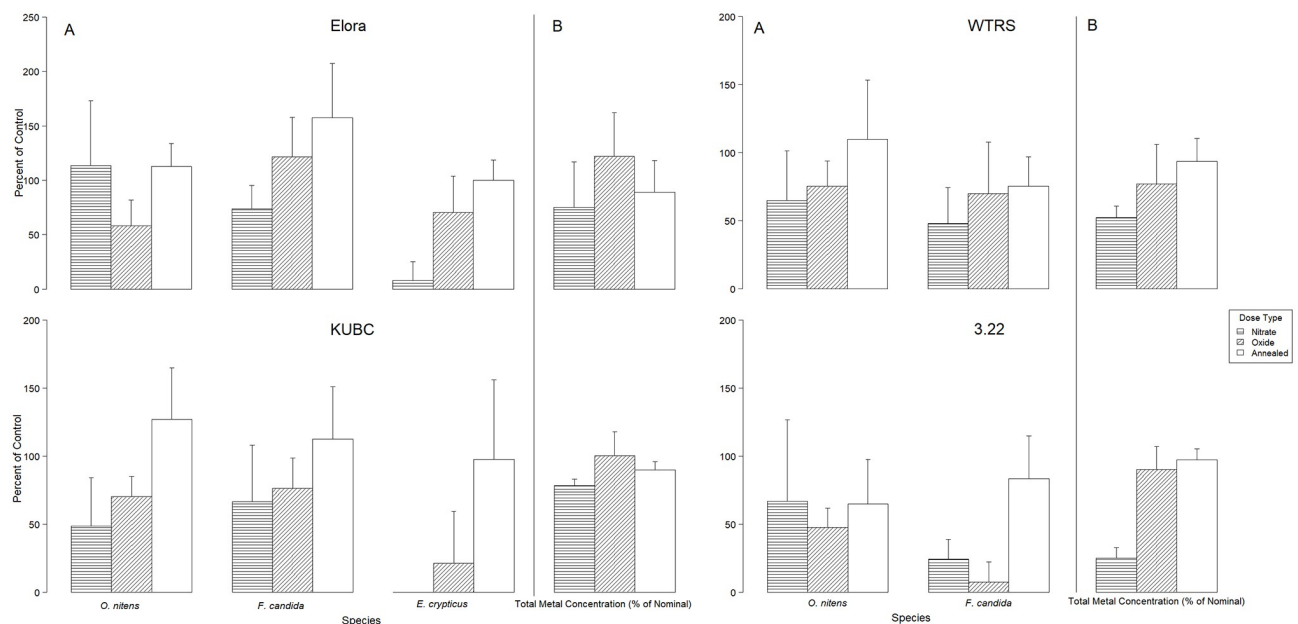 A
Elora
B
250
200
150
100
50
0
Percent of Control
A
WTRS
B
200
150
100
50
0
KUBC
200
150
100
50
0
Percent of Control
O. nitens
F. candida
E. crypticus
Total Metal Concentration (% of Nominal)
Species
3.22
200
150
100
50
0
O. nitens
F. candida
Total Metal Concentration (% of Nominal)
Species
Dose Type
Nitrate
Oxide
Annealed